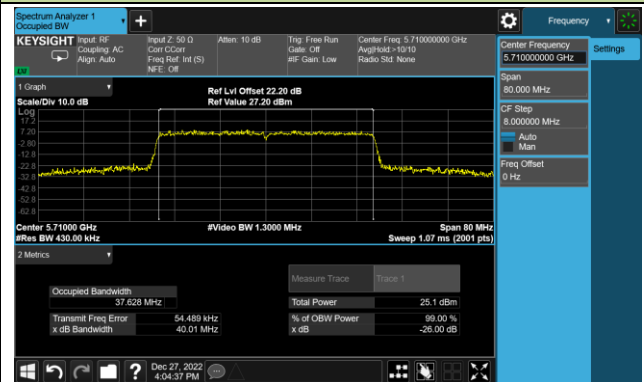 Spectrum Analyzer 1
Occupied BW
Frequency
KEYSIGHT
Input: RF
Coupling: AC
Align: Auto
Input Z: 50 Ω
Corr CCorr
Freq Ref: Int (S)
NFE: Off
Atten: 10 dB
Trig: Free Run
Gate: Off
#IF Gain: Low
Center Freq: 5.710000000 GHz
Avg|Hold:>10/10
Radio Std: None
LXI
Center Frequency
5.710000000 GHz
Settings
Span
80.000 MHz
CF Step
8.000000 MHz
Auto
Man
Freq Offset
0 Hz
1 Graph
Scale/Div 10.0 dB
Ref Lvl Offset 22.20 dB
Ref Value 27.20 dBm
Log
17.2
7.20
-2.80
-12.8
-22.8
-32.8
-42.8
-52.8
-62.8
Center 5.71000 GHz
#Res BW 430.00 kHz
#Video BW 1.3000 MHz
Span 80 MHz
Sweep 1.07 ms (2001 pts)
2 Metrics
Measure Trace
Trace 1
Occupied Bandwidth
37.628 MHz
Total Power
25.1 dBm
Transmit Freq Error
54.489 kHz
% of OBW Power
99.00 %
x dB Bandwidth
40.01 MHz
x dB
-26.00 dB
?
Dec 27, 2022
4:04:37 PM